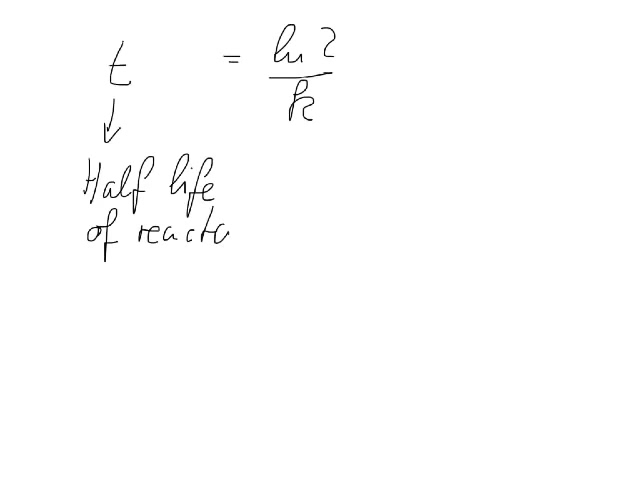 t = ln 2
k
↓
Half life
of reacta